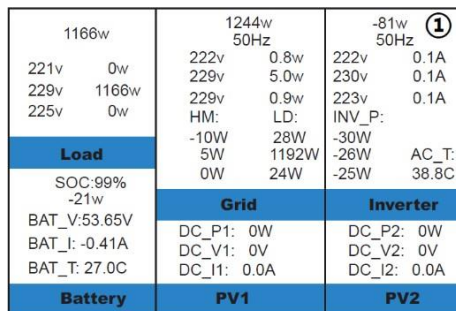 1166w
221v 0w
229v 1166w
225v 0w
Load
SOC:99%
-21w
BAT_V:53.65V
BAT_I: -0.41A
BAT_T: 27.0C
Battery
1244w
50Hz
222v 0.8w
229v 5.0w
229v 0.9w
HM: LD:
-10W 28W
5W 1192W
0W 24W
Grid
DC_P1: 0W
DC_V1: 0V
DC_I1: 0.0A
PV1
-81w ①
50Hz
222v 0.1A
230v 0.1A
223v 0.1A
INV_P:
-30W
-26W AC_T:
-25W 38.8C
Inverter
DC_P2: 0W
DC_V2: 0V
DC_I2: 0.0A
PV2